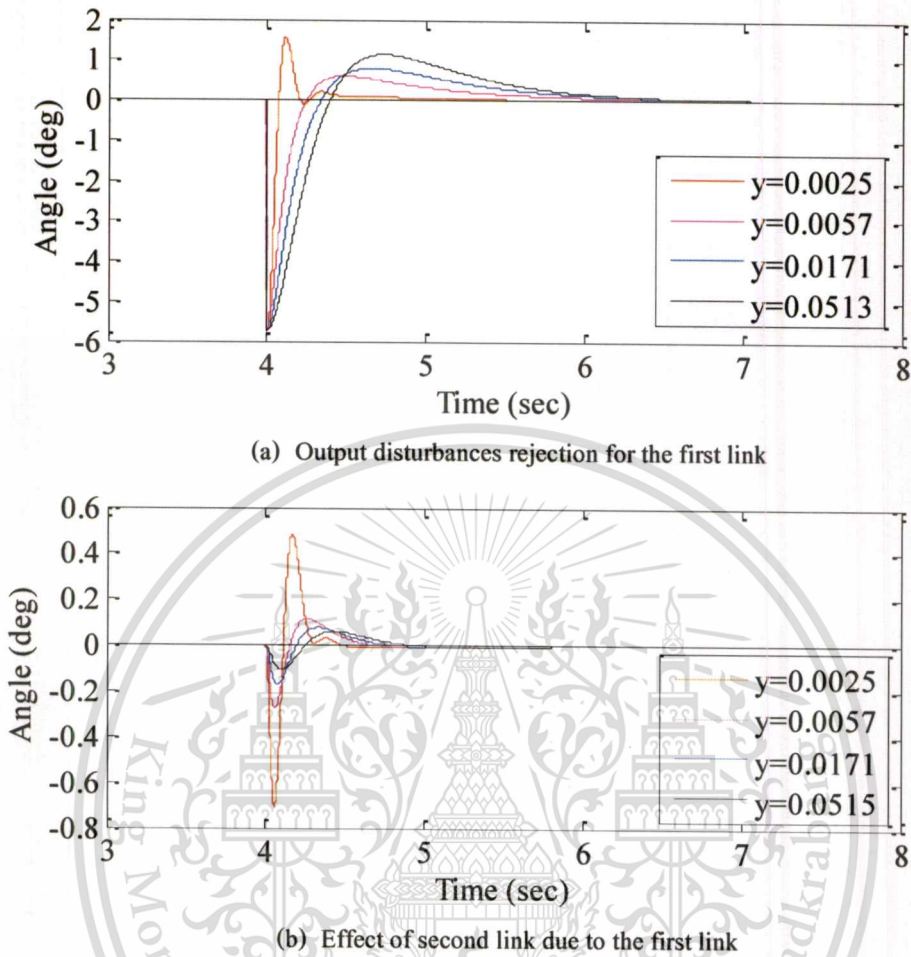 2
1
0
-1
-2
-3
-4
-5
-6
Angle (deg)
3 4 5 6 7 8
Time (sec)
y=0.0025
y=0.0057
y=0.0171
y=0.0513
(a) Output disturbances rejection for the first link
0.6
0.4
0.2
0
-0.2
-0.4
-0.6
-0.8
Angle (deg)
3 4 5 6 7 8
Time (sec)
y=0.0025
y=0.0057
y=0.0171
y=0.0515
(b) Effect of second link due to the first link
King Mon